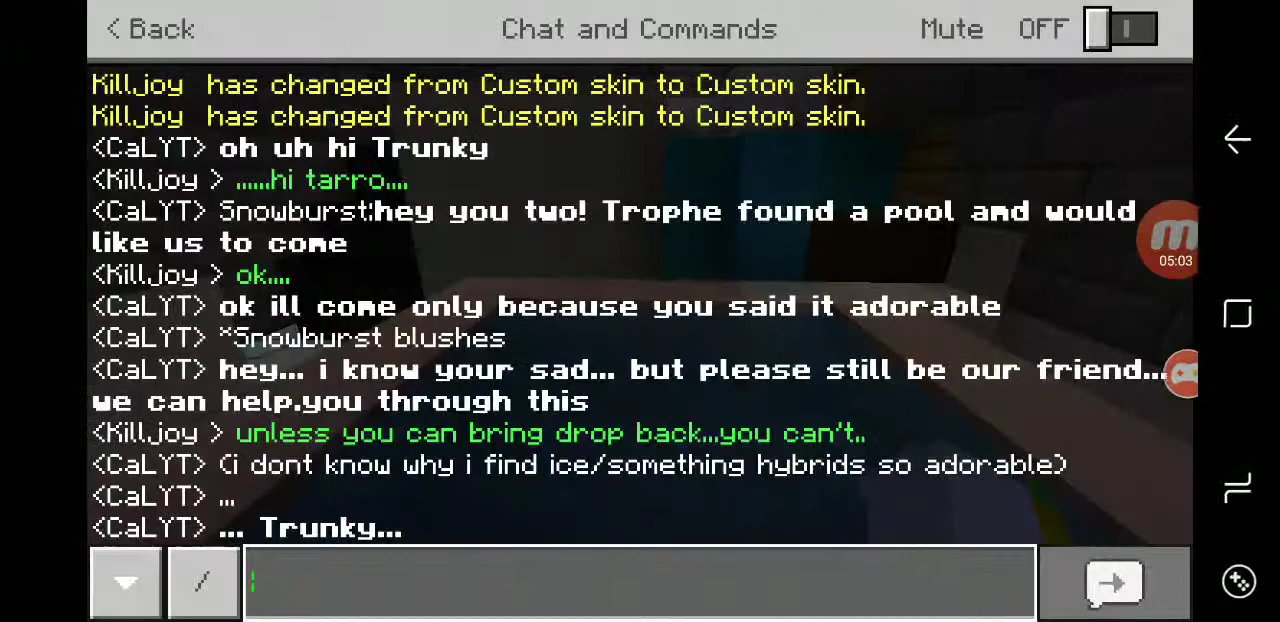 < Back
Chat and Commands
Mute OFF
Killjoy has changed from Custom skin to Custom skin.
Killjoy has changed from Custom skin to Custom skin.
<CaLYT> oh uh hi Trunky
<Killjoy > ......hi tarro....
<CaLYT> Snowburst:hey you two! Trophe found a pool and would
like us to come
<Killjoy > ok....
<CaLYT> ok ill come only because you said it adorable
<CaLYT> *Snowburst blushes
<CaLYT> hey... i know your sad... but please still be our friend...
we can help.you through this
<Killjoy > unless you can bring drop back...you can't..
<CaLYT> (i dont know why i find ice/something hybrids so adorable)
<CaLYT> ...
<CaLYT> ... Trunky...
/
05:03